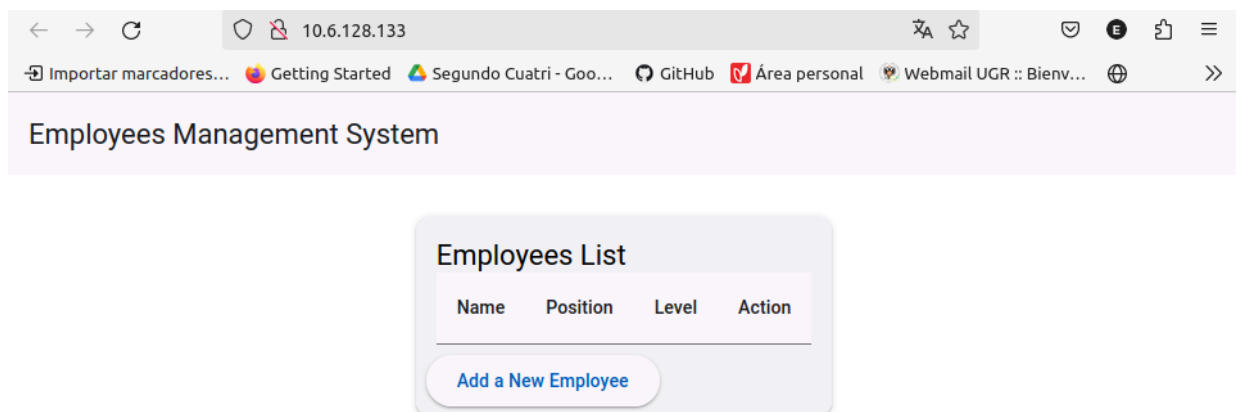 10.6.128.133
Importar marcadores... Getting Started Segundo Cuatri - Goo... GitHub Área personal Webmail UGR :: Bienv...
Employees Management System
Employees List
Name Position Level Action
Add a New Employee